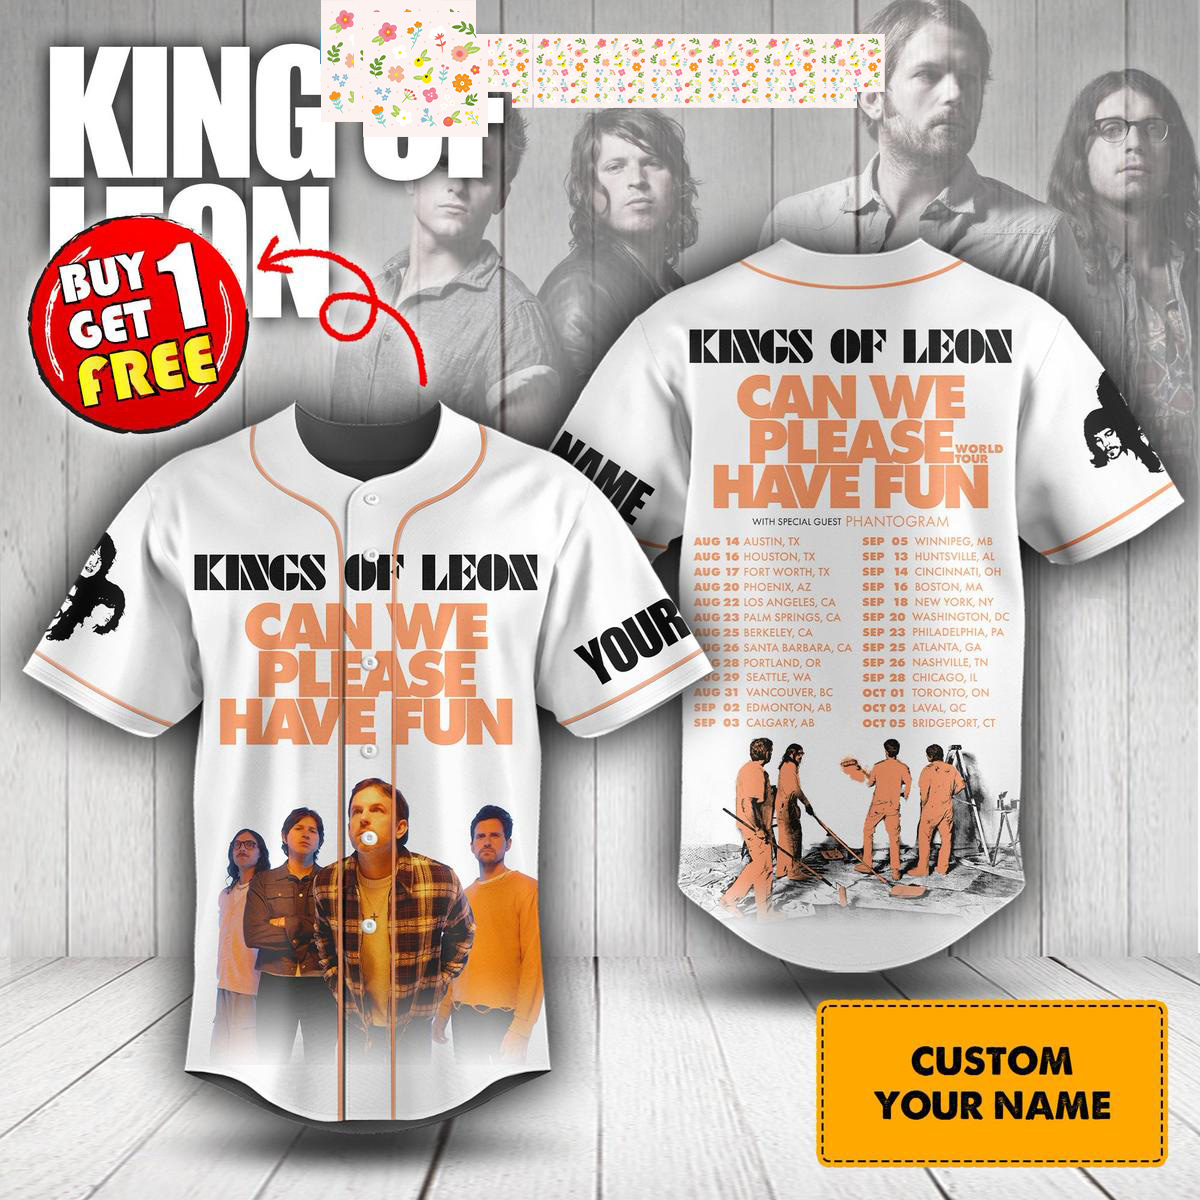 KING OF
LEON
BUY 1
GET
FREE
KINGS OF LEON
CAN WE
PLEASE
HAVE FUN
YOUR
NAME
KINGS OF LEON
CAN WE
PLEASE WORLD TOUR
HAVE FUN
WITH SPECIAL GUEST PHANTOGRAM
AUG 14 AUSTIN, TX
AUG 16 HOUSTON, TX
AUG 17 FORT WORTH, TX
AUG 20 PHOENIX, AZ
AUG 22 LOS ANGELES, CA
AUG 23 PALM SPRINGS, CA
AUG 25 BERKELEY, CA
AUG 26 SANTA BARBARA, CA
AUG 28 PORTLAND, OR
AUG 29 SEATTLE, WA
AUG 31 VANCOUVER, BC
SEP 02 EDMONTON, AB
SEP 03 CALGARY, AB
SEP 05 WINNIPEG, MB
SEP 13 HUNTSVILLE, AL
SEP 14 CINCINNATI, OH
SEP 16 BOSTON, MA
SEP 18 NEW YORK, NY
SEP 20 WASHINGTON, DC
SEP 23 PHILADELPHIA, PA
SEP 25 ATLANTA, GA
SEP 26 NASHVILLE, TN
SEP 28 CHICAGO, IL
OCT 01 TORONTO, ON
OCT 02 LAVAL, QC
OCT 05 BRIDGEPORT, CT
CUSTOM
YOUR NAME